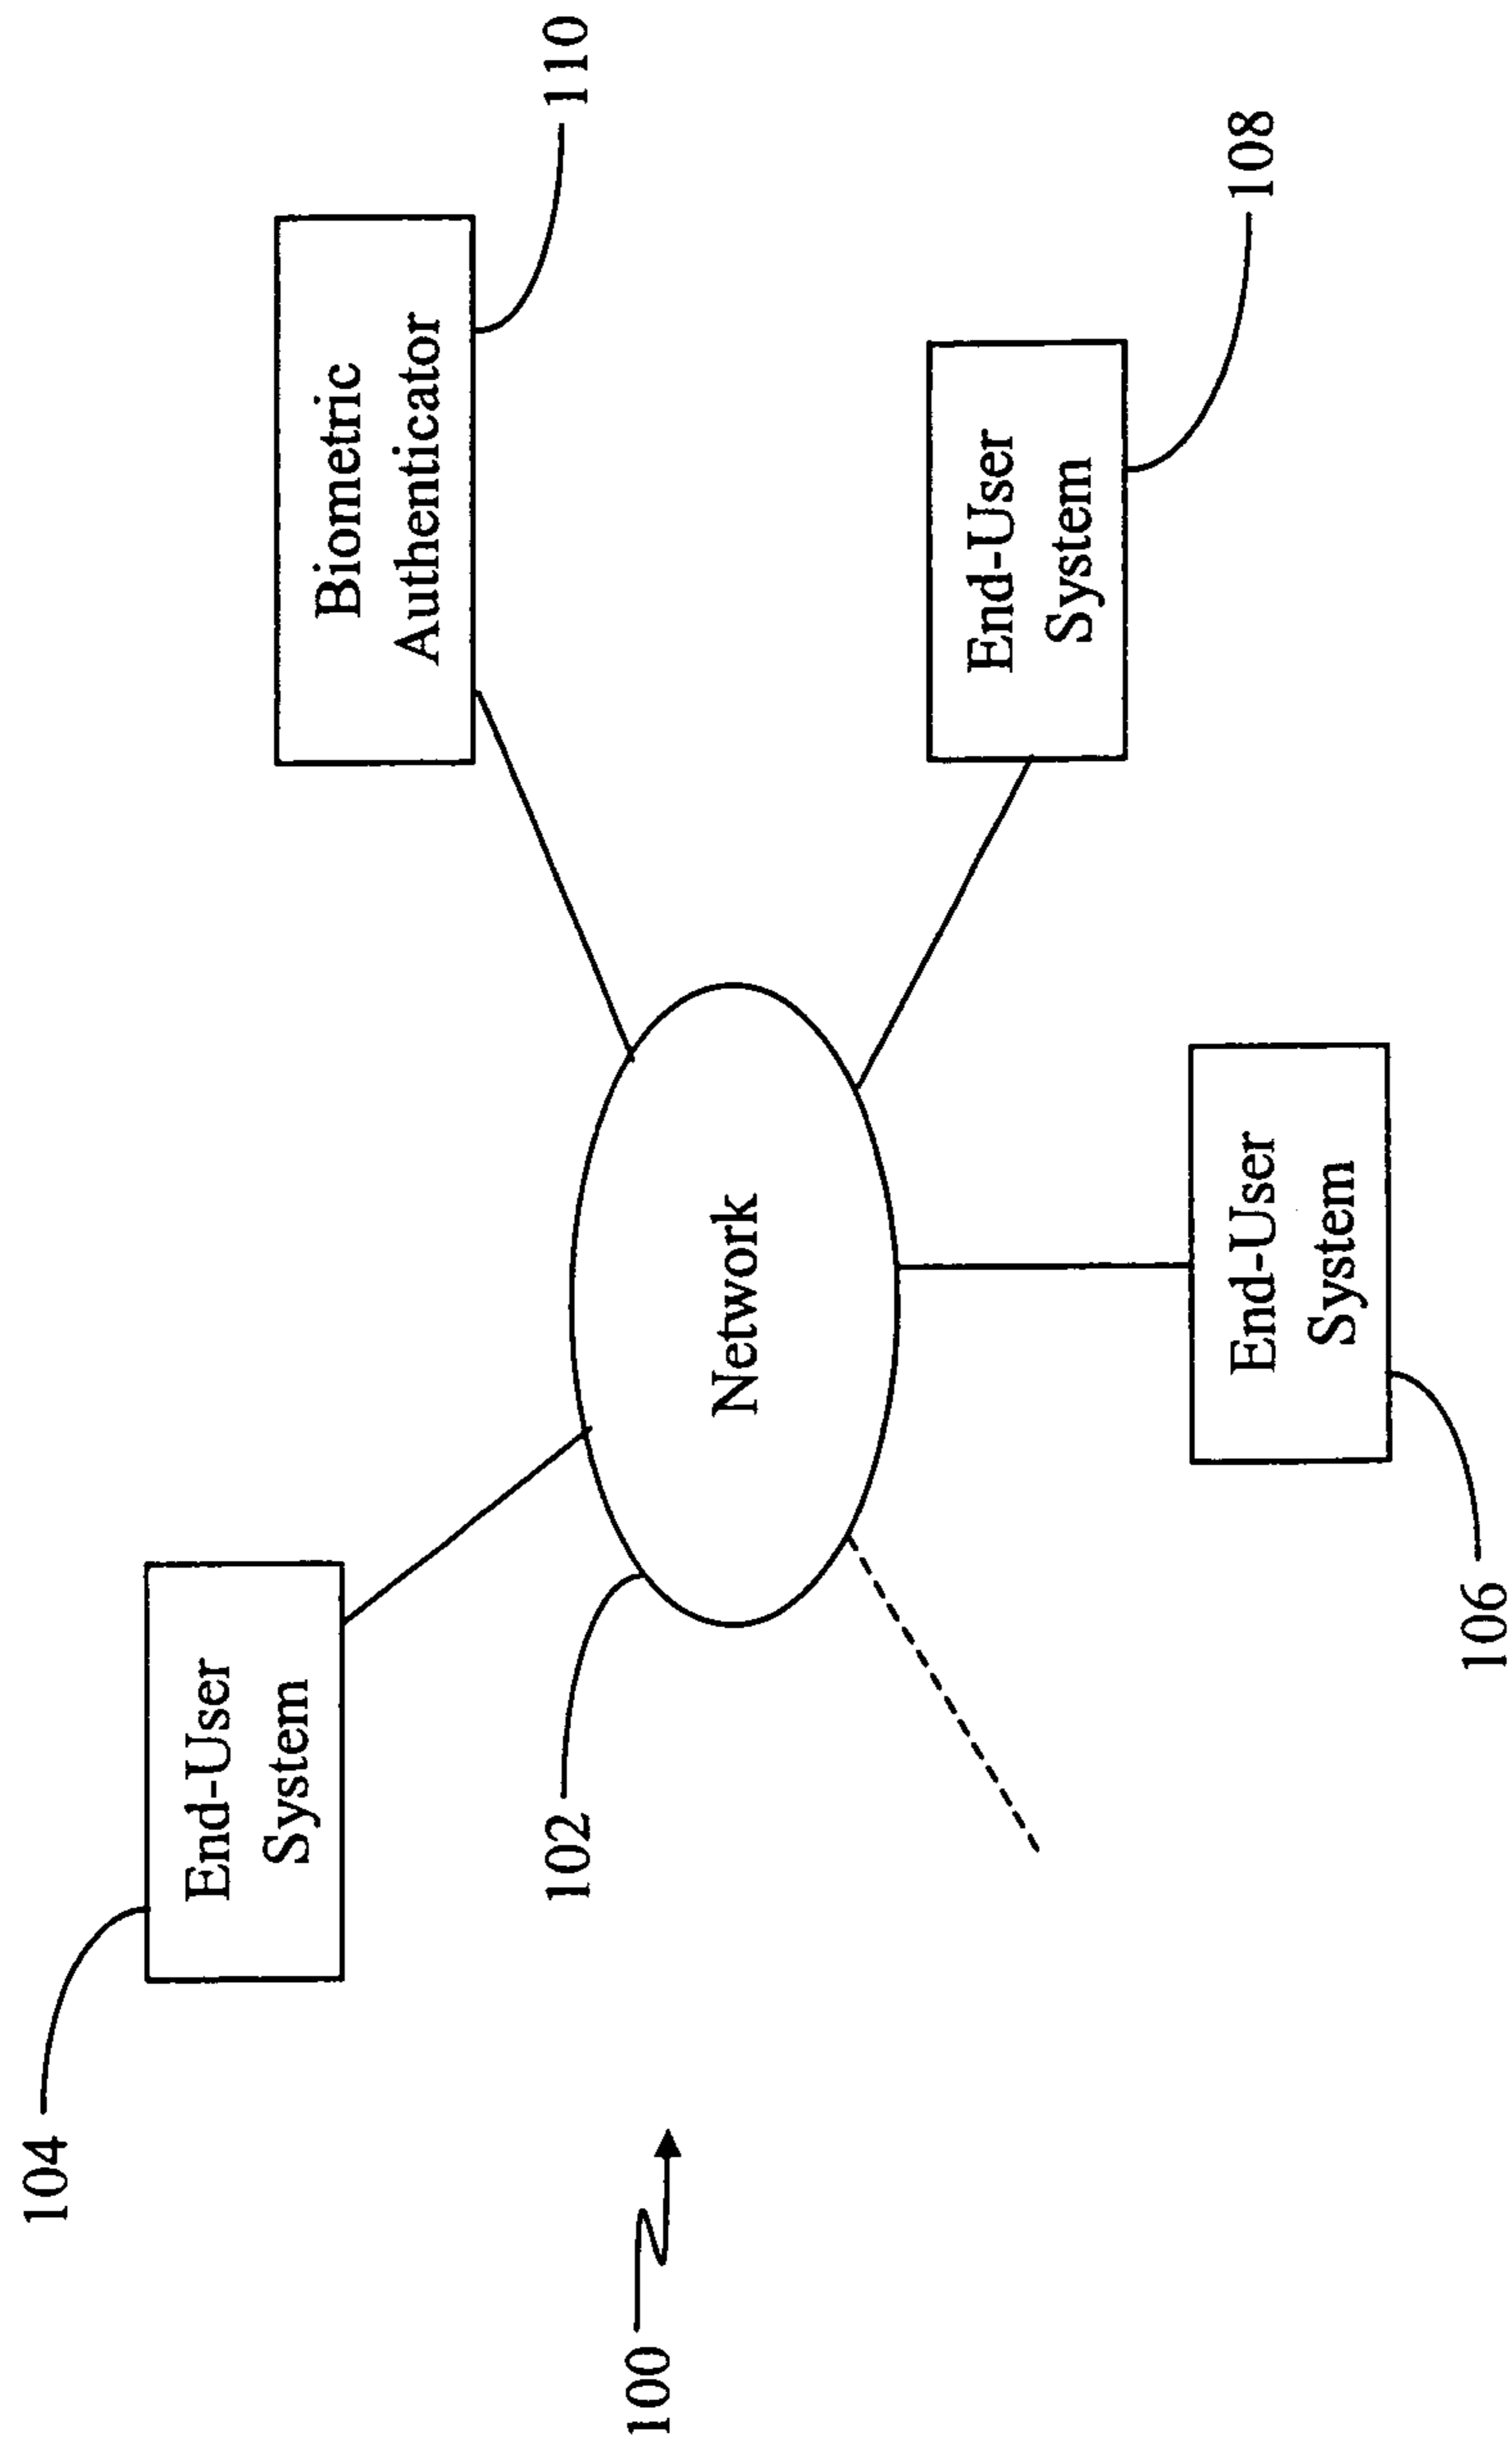 104
End-User
System
Biometric
Authenticator
110
102
Network
100
End-User
System
108
End-User
System
106